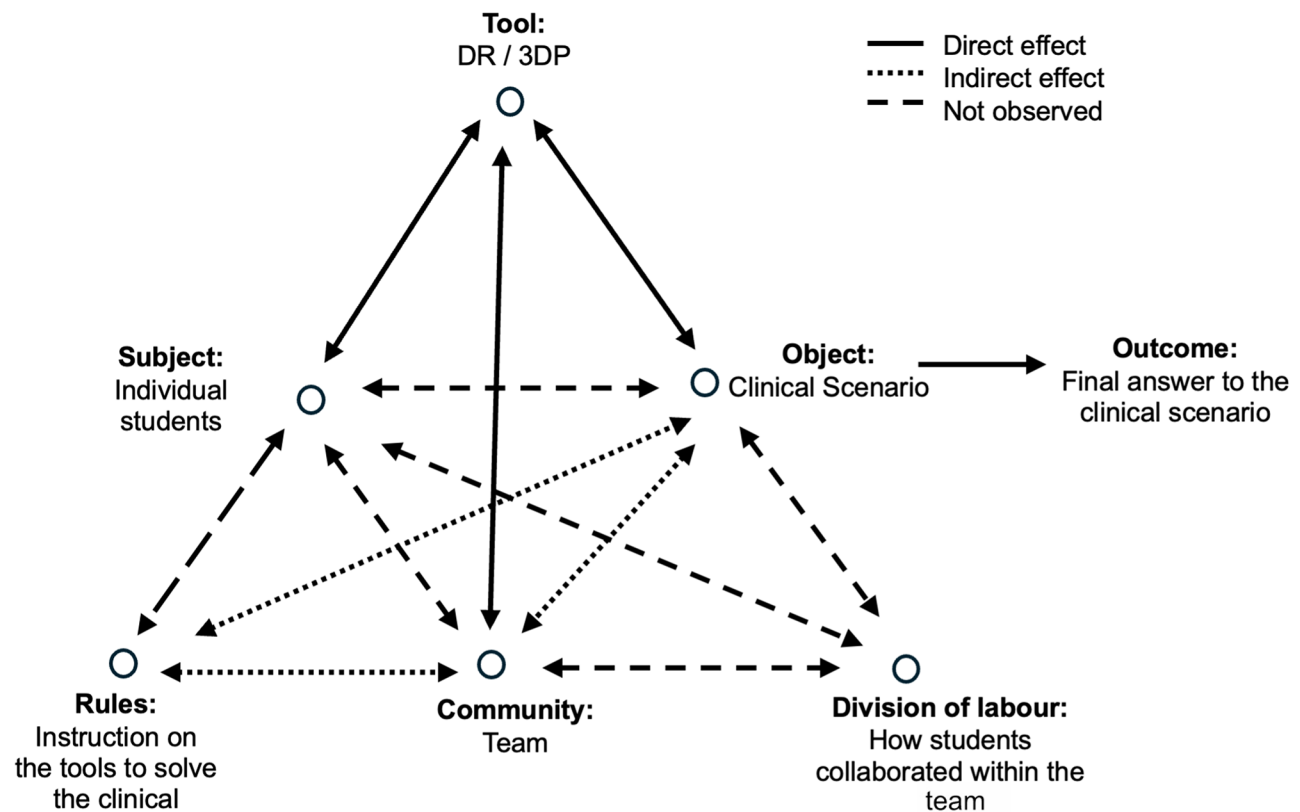 Tool:
DR / 3DP
Direct effect
Indirect effect
Not observed
Subject:
Individual
students
Object:
Clinical Scenario
Outcome:
Final answer to the
clinical scenario
Rules:
Instruction on
the tools to solve
the clinical
Community:
Team
Division of labour:
How students
collaborated within the
team